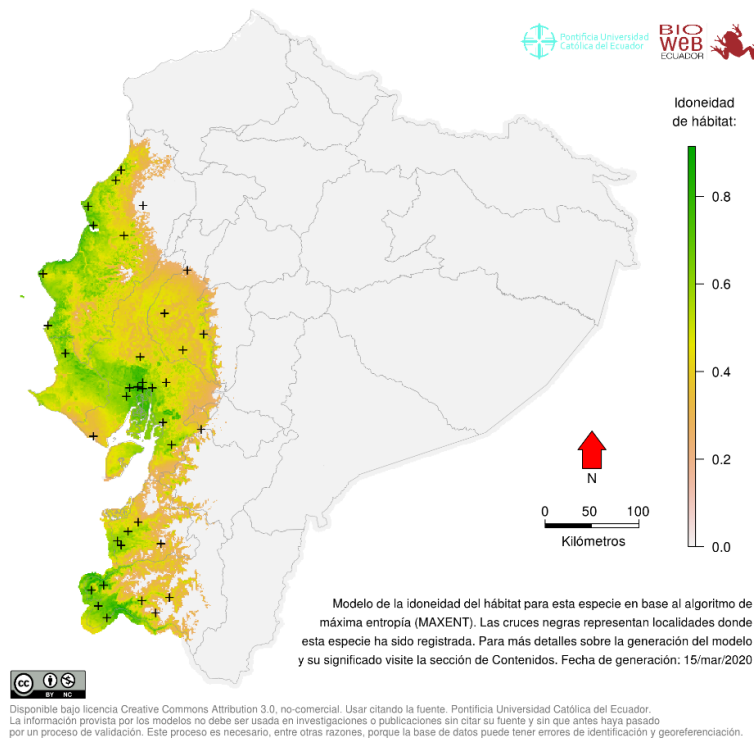 Pontificia Universidad
Católica del Ecuador
BIO
WEB
ECUADOR
Idoneidad
de hábitat:
0.8
0.6
0.4
0.2
0.0
N
0 50 100
Kilómetros
Modelo de la idoneidad del hábitat para esta especie en base al algoritmo de
máxima entropía (MAXENT). Las cruces negras representan localidades donde
esta especie ha sido registrada. Para más detalles sobre la generación del modelo
y su significado visite la sección de Contenidos. Fecha de generación: 15/mar/2020
cc BY NC
Disponible bajo licencia Creative Commons Attribution 3.0, no-comercial. Usar citando la fuente. Pontificia Universidad Católica del Ecuador.
La información provista por los modelos no debe ser usada en investigaciones o publicaciones sin citar su fuente y sin que antes haya pasado
por un proceso de validación. Este proceso es necesario, entre otras razones, porque la base de datos puede tener errores de identificación y georeferenciación.